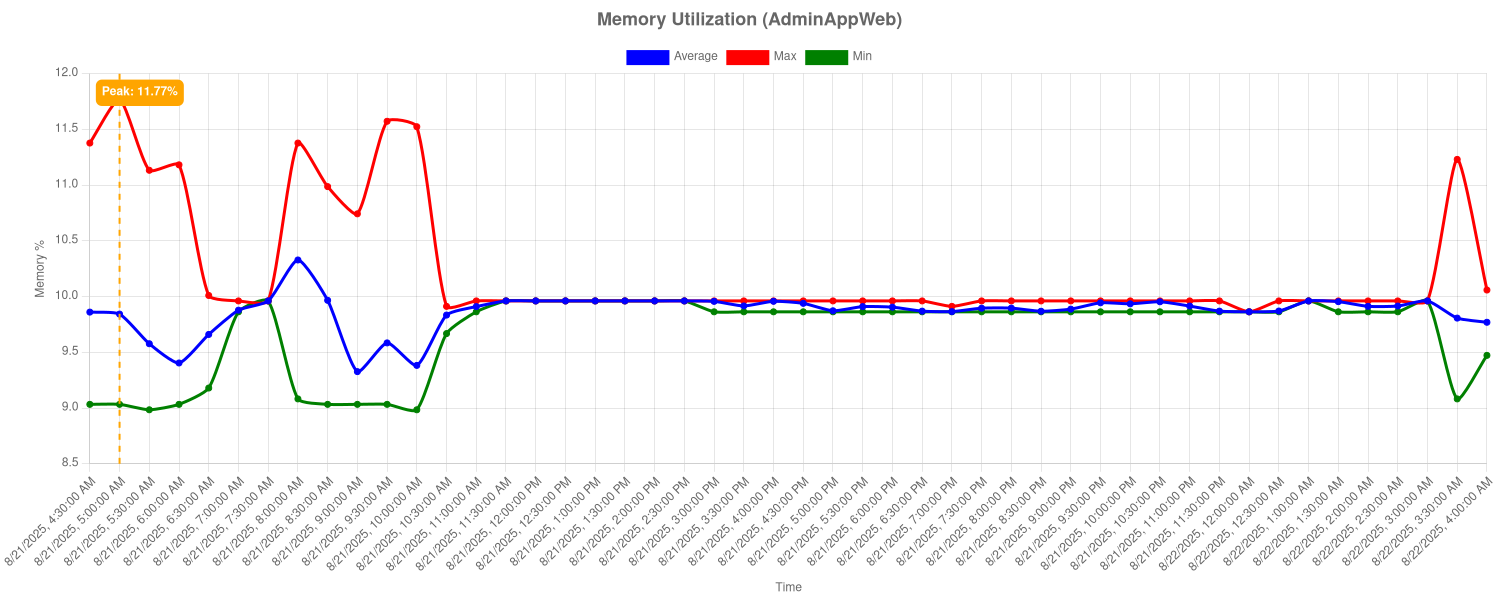 Memory Utilization (AdminAppWeb)
Average Max Min
Peak: 11.77%
12.0
11.5
11.0
10.5
10.0
9.5
9.0
8.5
Memory %
8/21/2025, 4:30:00 AM
8/21/2025, 5:00:00 AM
8/21/2025, 5:30:00 AM
8/21/2025, 6:00:00 AM
8/21/2025, 6:30:00 AM
8/21/2025, 7:00:00 AM
8/21/2025, 7:30:00 AM
8/21/2025, 8:00:00 AM
8/21/2025, 8:30:00 AM
8/21/2025, 9:00:00 AM
8/21/2025, 9:30:00 AM
8/21/2025, 10:00:00 AM
8/21/2025, 10:30:00 AM
8/21/2025, 11:00:00 AM
8/21/2025, 11:30:00 AM
8/21/2025, 12:00:00 PM
8/21/2025, 12:30:00 PM
8/21/2025, 1:00:00 PM
8/21/2025, 1:30:00 PM
8/21/2025, 2:00:00 PM
8/21/2025, 2:30:00 PM
8/21/2025, 3:00:00 PM
8/21/2025, 3:30:00 PM
8/21/2025, 4:00:00 PM
8/21/2025, 4:30:00 PM
8/21/2025, 5:00:00 PM
8/21/2025, 5:30:00 PM
8/21/2025, 6:00:00 PM
8/21/2025, 6:30:00 PM
8/21/2025, 7:00:00 PM
8/21/2025, 7:30:00 PM
8/21/2025, 8:00:00 PM
8/21/2025, 8:30:00 PM
8/21/2025, 9:00:00 PM
8/21/2025, 9:30:00 PM
8/21/2025, 10:00:00 PM
8/21/2025, 10:30:00 PM
8/21/2025, 11:00:00 PM
8/21/2025, 11:30:00 PM
8/22/2025, 12:00:00 AM
8/22/2025, 12:30:00 AM
8/22/2025, 1:00:00 AM
8/22/2025, 1:30:00 AM
8/22/2025, 2:00:00 AM
8/22/2025, 2:30:00 AM
8/22/2025, 3:00:00 AM
8/22/2025, 3:30:00 AM
8/22/2025, 4:00:00 AM
Time